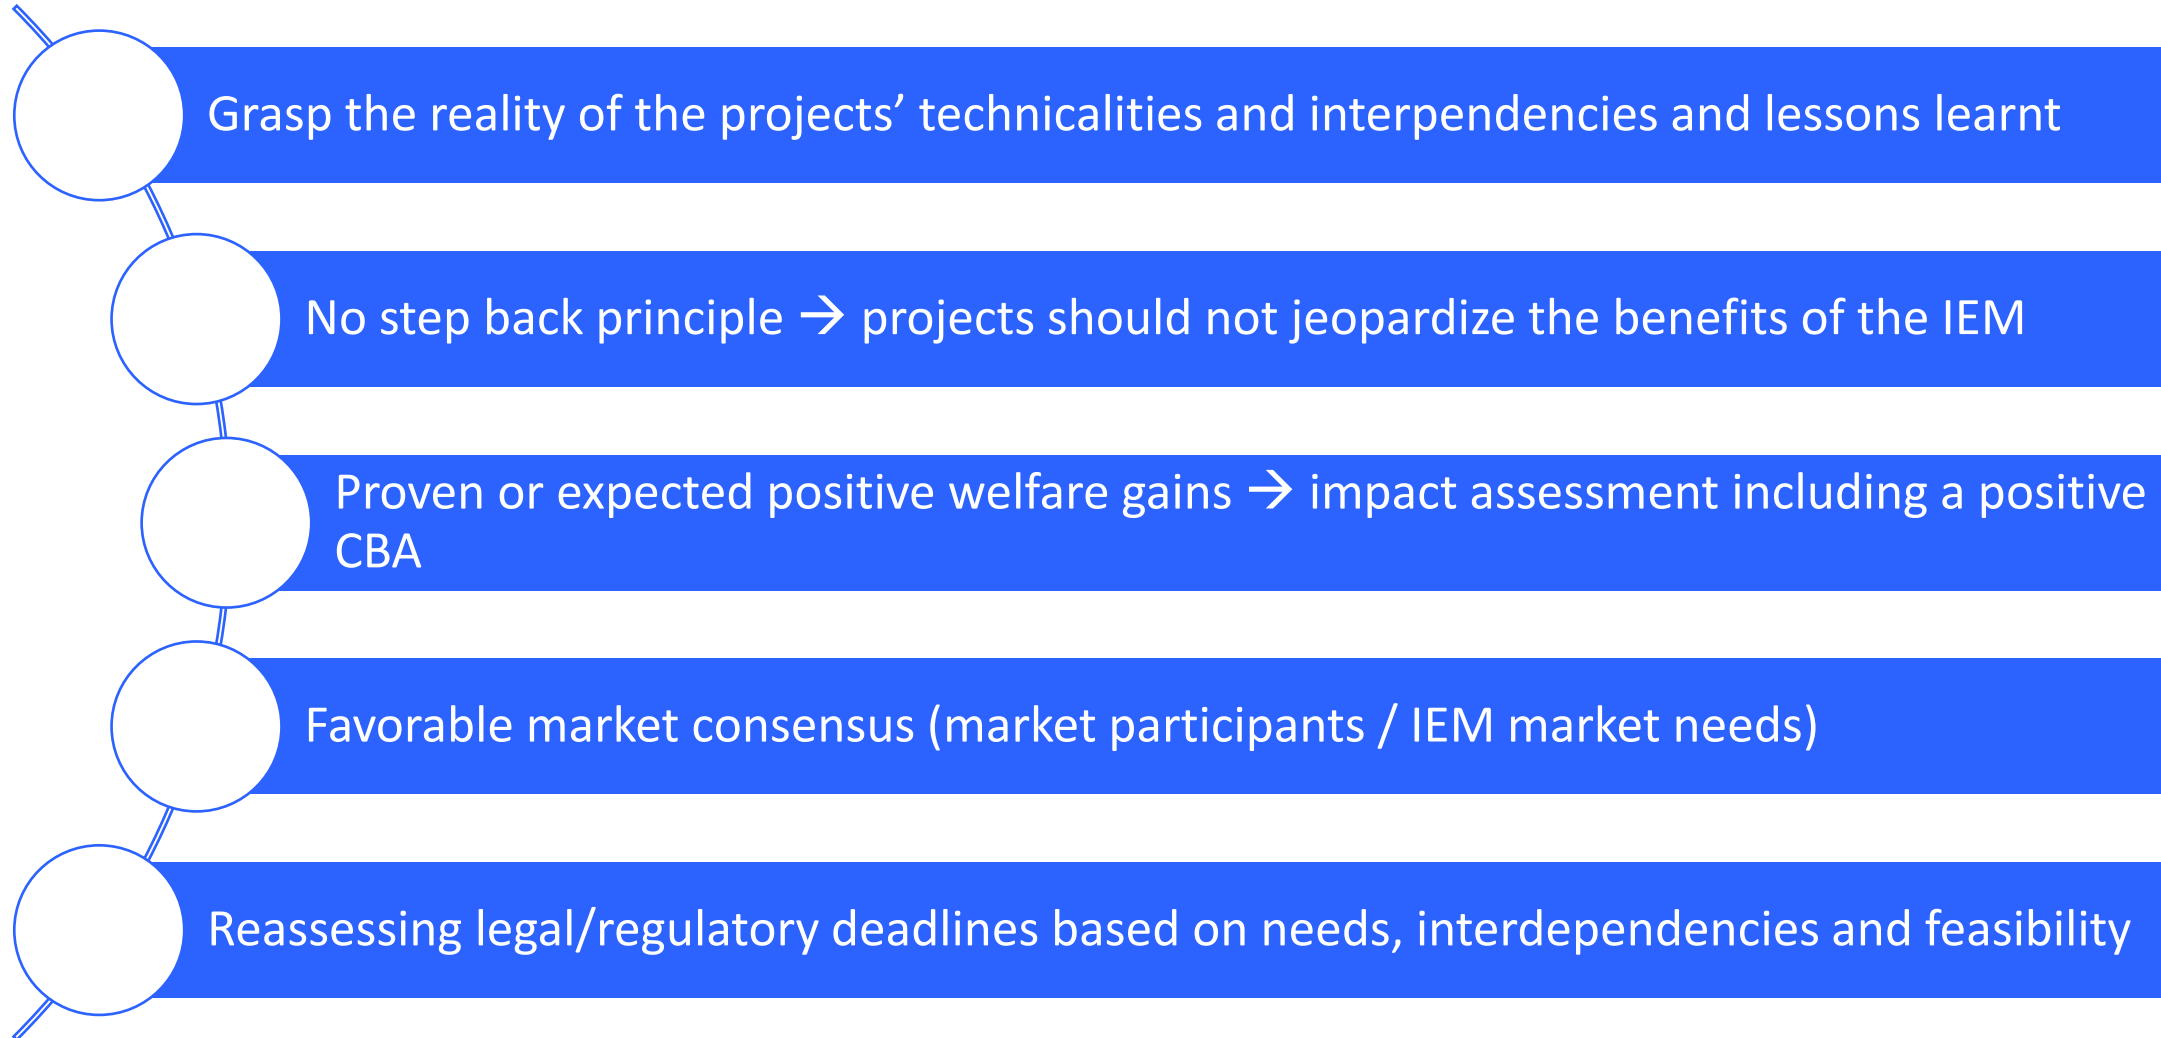 Grasp the reality of the projects’ technicalities and interpendencies and lessons learnt
No step back principle → projects should not jeopardize the benefits of the IEM
Proven or expected positive welfare gains → impact assessment including a positive
CBA
Favorable market consensus (market participants / IEM market needs)
Reassessing legal/regulatory deadlines based on needs, interdependencies and feasibility